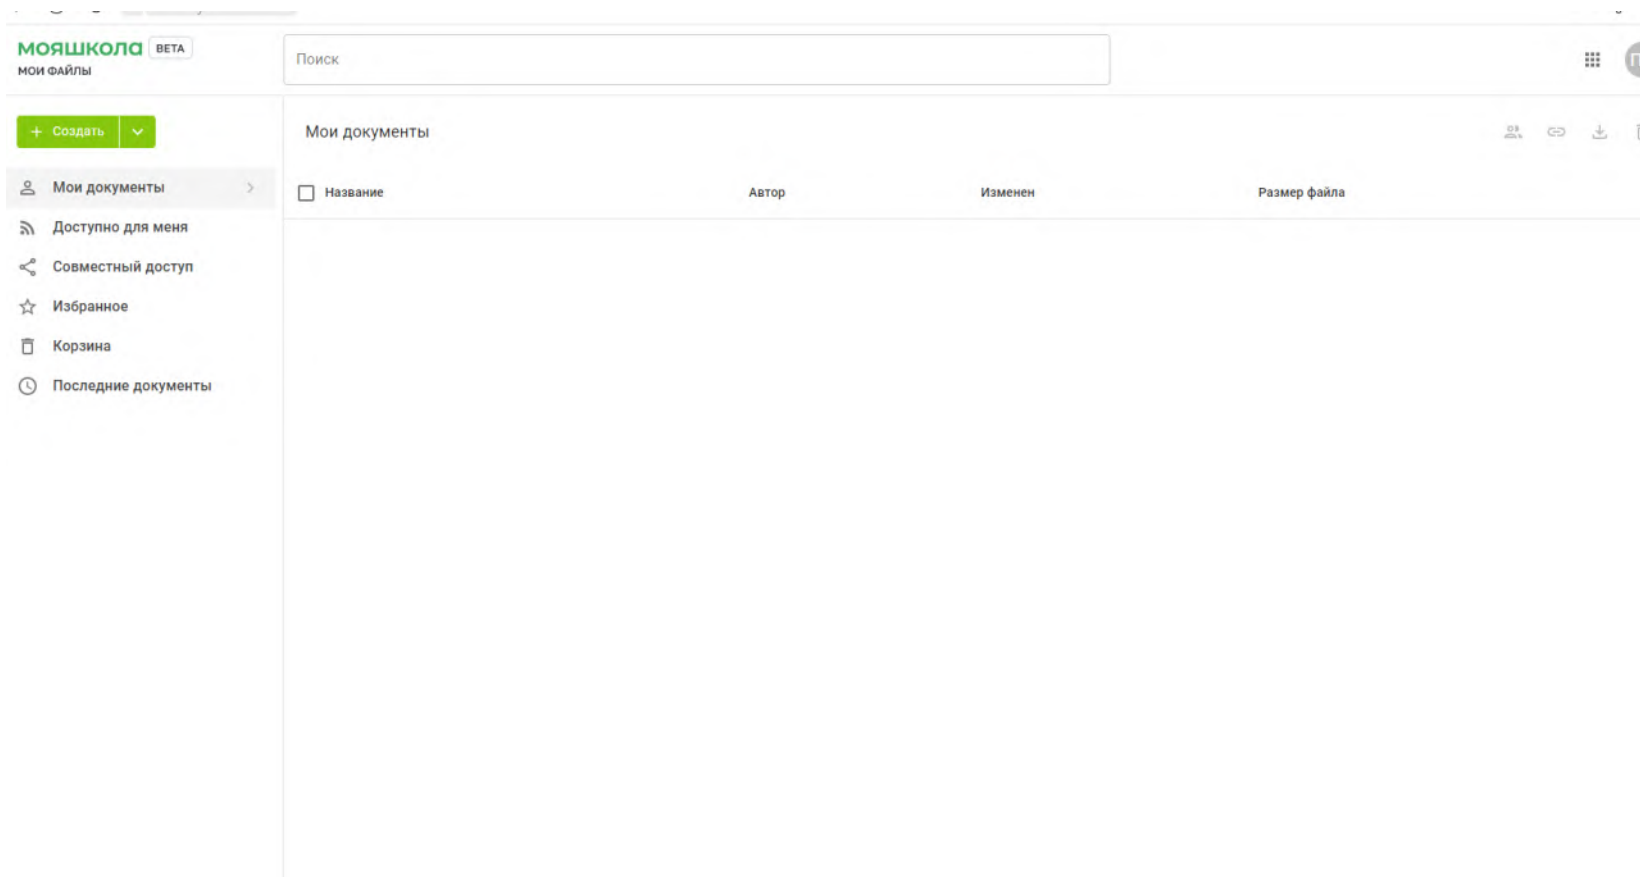 мояшкола BETA
МОИ ФАЙЛЫ
Поиск
+ Создать
Мои документы
Мои документы
Доступно для меня
Совместный доступ
Избранное
Корзина
Последние документы
Название Автор Изменен Размер файла